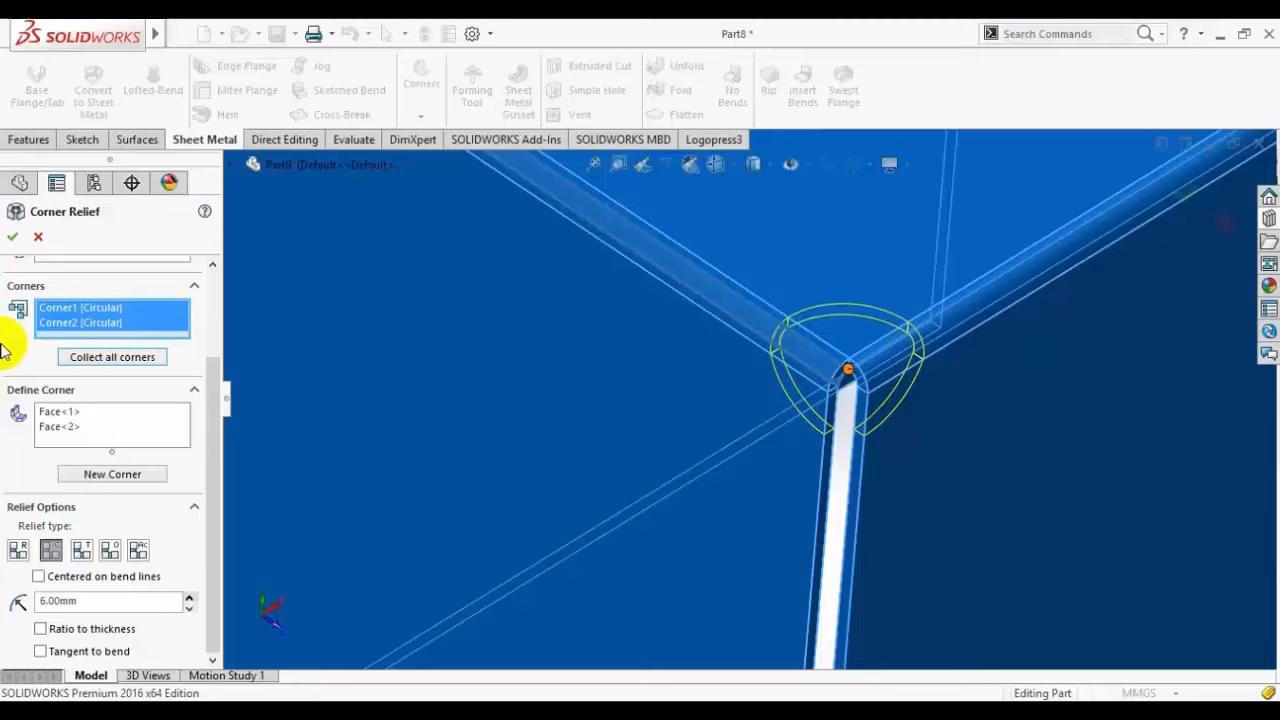 SOLIDWORKS
Part8 *
Search Commands
Base Flange/Tab
Convert to Sheet Metal
Lofted-Bend
Edge Flange
Miter Flange
Hem
Jog
Sketched Bend
Cross-Break
Corners
Forming Tool
Sheet Metal Gusset
Extruded Cut
Simple Hole
Vent
Unfold
Fold
Flatten
No Bends
Rip
Insert Bends
Swept Flange
Features
Sketch
Surfaces
Sheet Metal
Direct Editing
Evaluate
DimXpert
SOLIDWORKS Add-Ins
SOLIDWORKS MBD
Logopress3
Part8 (Default<<Default>...
Corner Relief
Corners
Corner1 [Circular]
Corner2 [Circular]
Collect all corners
Define Corner
Face<1>
Face<2>
New Corner
Relief Options
Relief type:
R C T O AC
Centered on bend lines
6.00mm
Ratio to thickness
Tangent to bend
Model
3D Views
Motion Study 1
SOLIDWORKS Premium 2016 x64 Edition
Editing Part
MMGS -